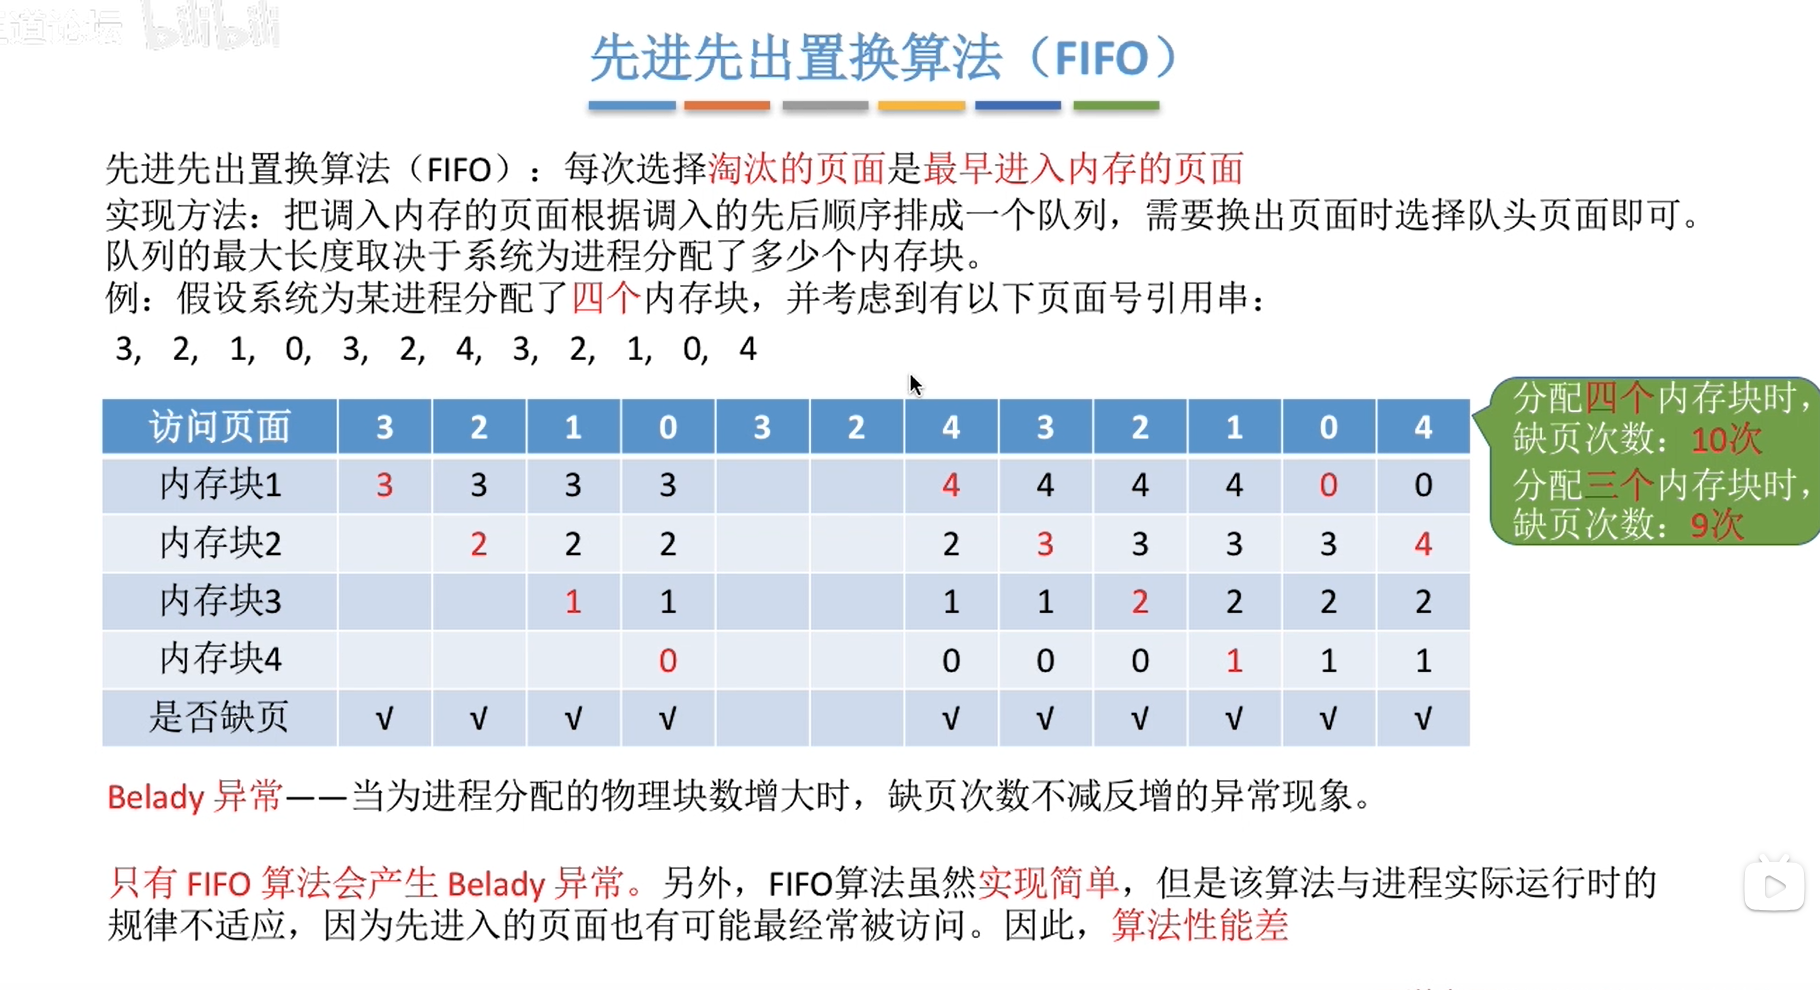 王道论坛 bilibili
先进先出置换算法（FIFO）
先进先出置换算法（FIFO）：每次选择淘汰的页面是最早进入内存的页面
实现方法：把调入内存的页面根据调入的先后顺序排成一个队列，需要换出页面时选择队头页面即可。
队列的最大长度取决于系统为进程分配了多少个内存块。
例：假设系统为某进程分配了四个内存块，并考虑到有以下页面号引用串：
3, 2, 1, 0, 3, 2, 4, 3, 2, 1, 0, 4
访问页面 3 2 1 0 3 2 4 3 2 1 0 4
内存块1 3 3 3 3 4 4 4 4 0 0
内存块2 2 2 2 2 3 3 3 3 4
内存块3 1 1 1 1 2 2 2 2
内存块4 0 0 0 0 1 1 1
是否缺页 √ √ √ √ √ √ √ √ √ √
分配四个内存块时，
缺页次数：10次
分配三个内存块时，
缺页次数：9次
Belady 异常——当为进程分配的物理块数增大时，缺页次数不减反增的异常现象。
只有 FIFO 算法会产生 Belady 异常。另外，FIFO算法虽然实现简单，但是该算法与进程实际运行时的
规律不适应，因为先进入的页面也有可能最经常被访问。因此，算法性能差